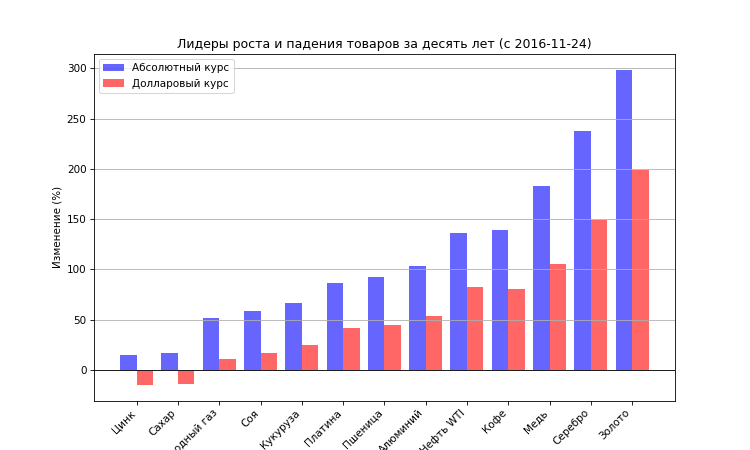 Лидеры роста и падения товаров за десять лет (с 2016-11-24)
Абсолютный курс
Долларовый курс
Изменение (%)
300
250
200
150
100
50
0
Цинк
Сахар
одный газ
Соя
Кукуруза
Платина
Пшеница
Алюминий
Нефть WTI
Кофе
Медь
Серебро
Золото